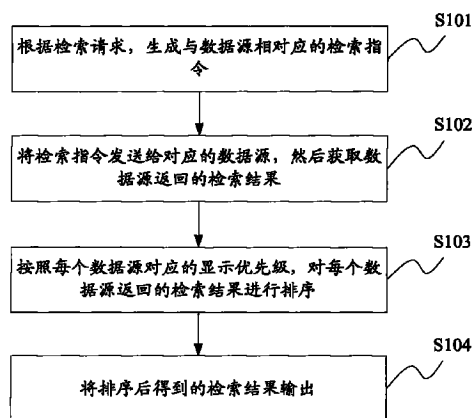 S101
根据检索请求，生成与数据源相对应的检索指
令
S102
将检索指令发送给对应的数据源，然后获取数
据源返回的检索结果
S103
按照每个数据源对应的显示优先级，对每个数
据源返回的检索结果进行排序
S104
将排序后得到的检索结果输出